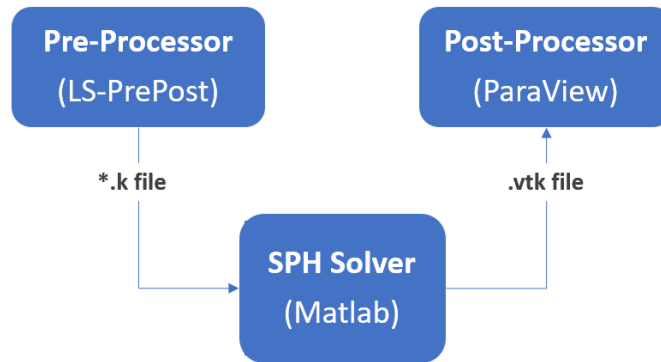 Pre-Processor
(LS-PrePost)
Post-Processor
(ParaView)
*.k file
.vtk file
SPH Solver
(Matlab)